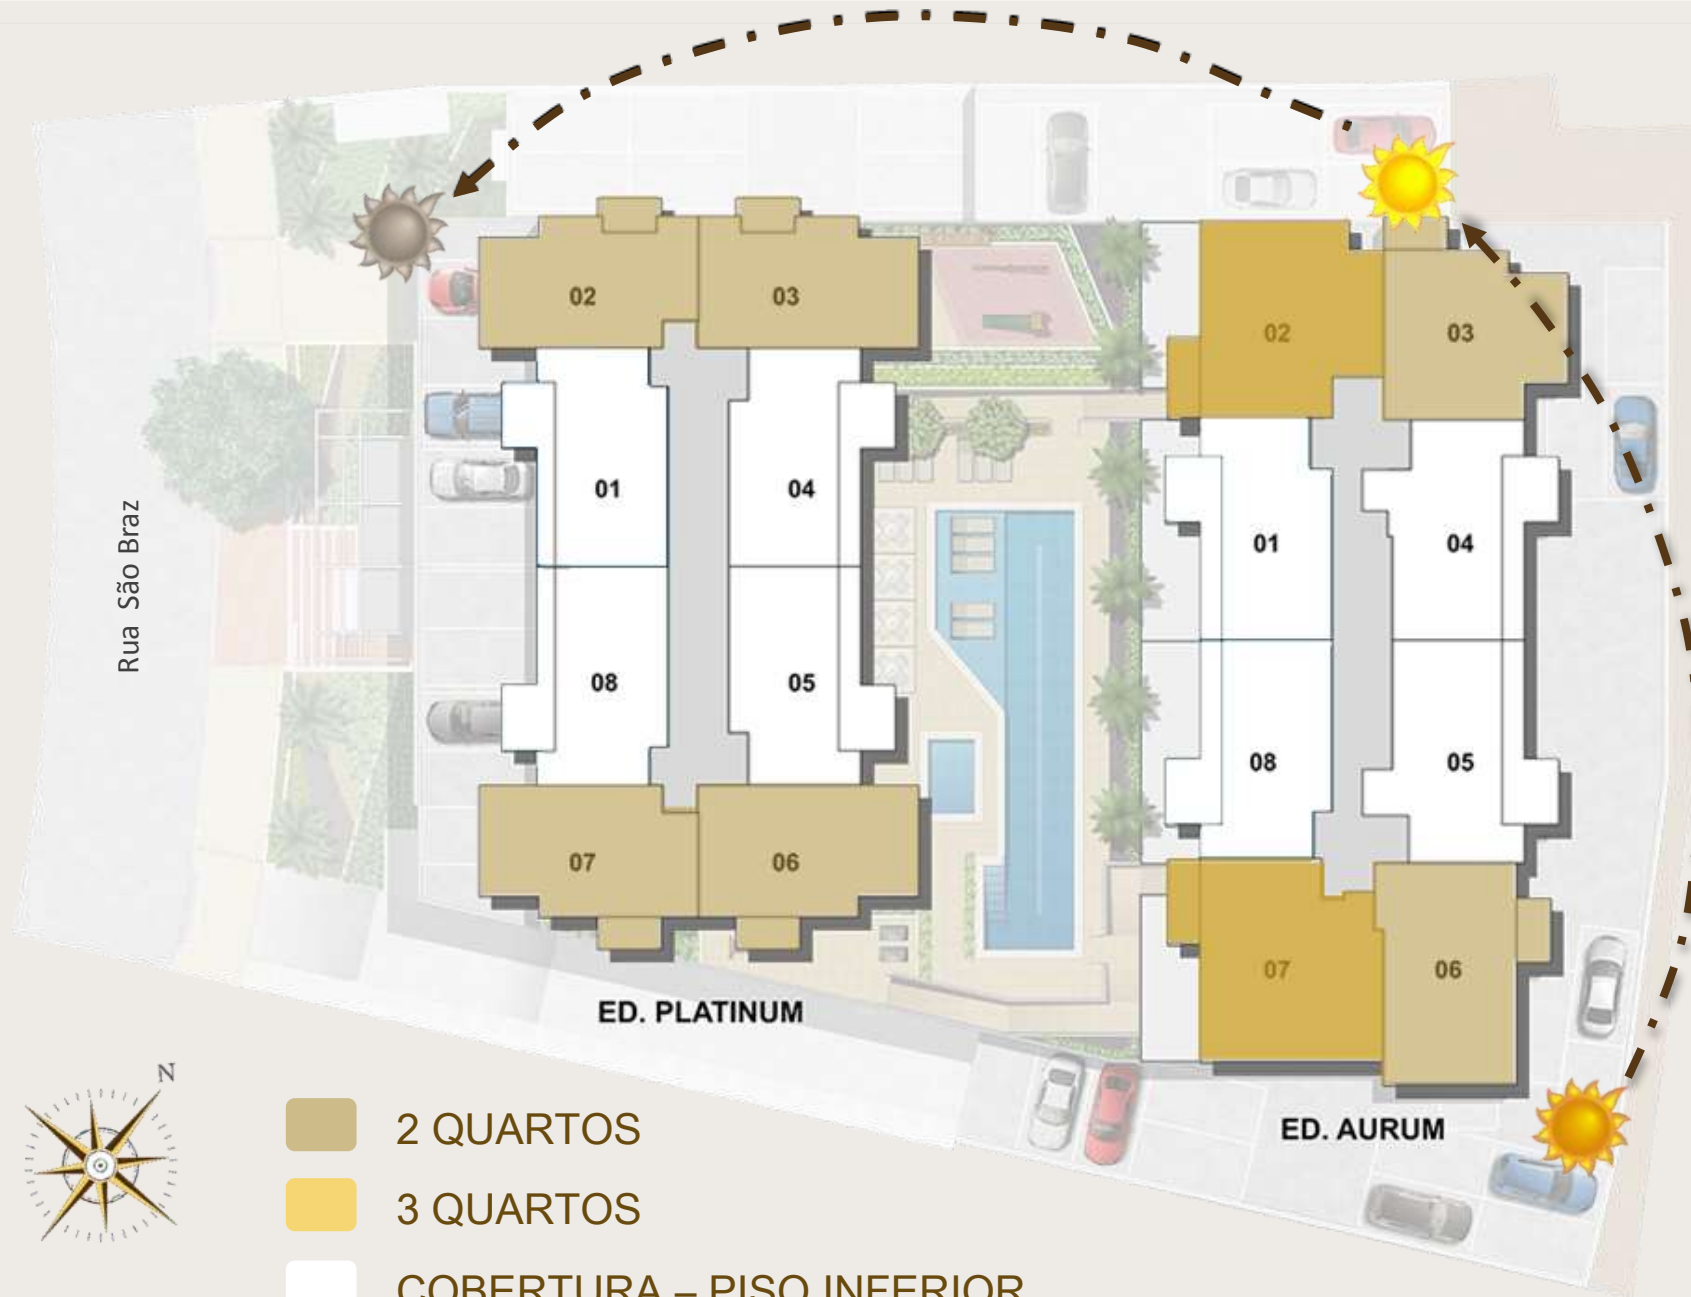 02
03
02
03
01
04
01
04
Rua São Braz
08
05
08
05
07
06
07
06
ED. PLATINUM
ED. AURUM
N
2 QUARTOS
3 QUARTOS
COBERTURA – PISO INFERIOR